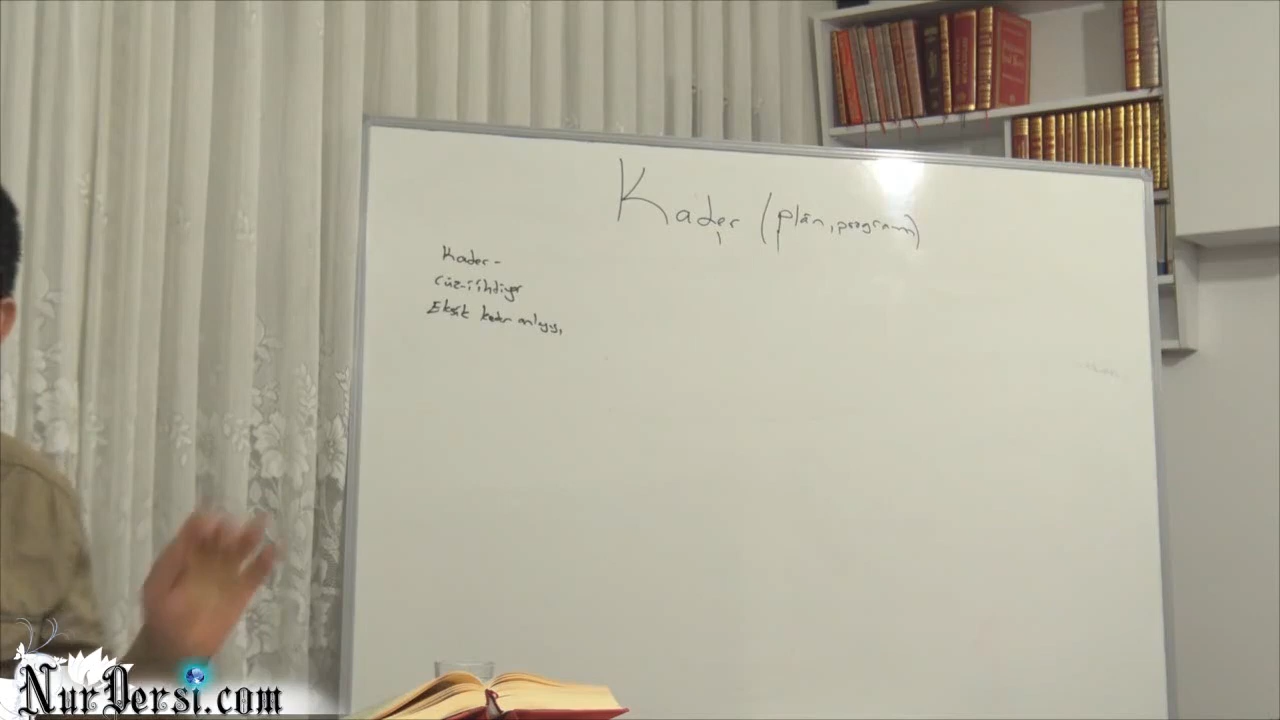 Kader (plân, program)
Kader -
cüz-i ihtiyar
Eksik kader anlayışı
NurDersi.com